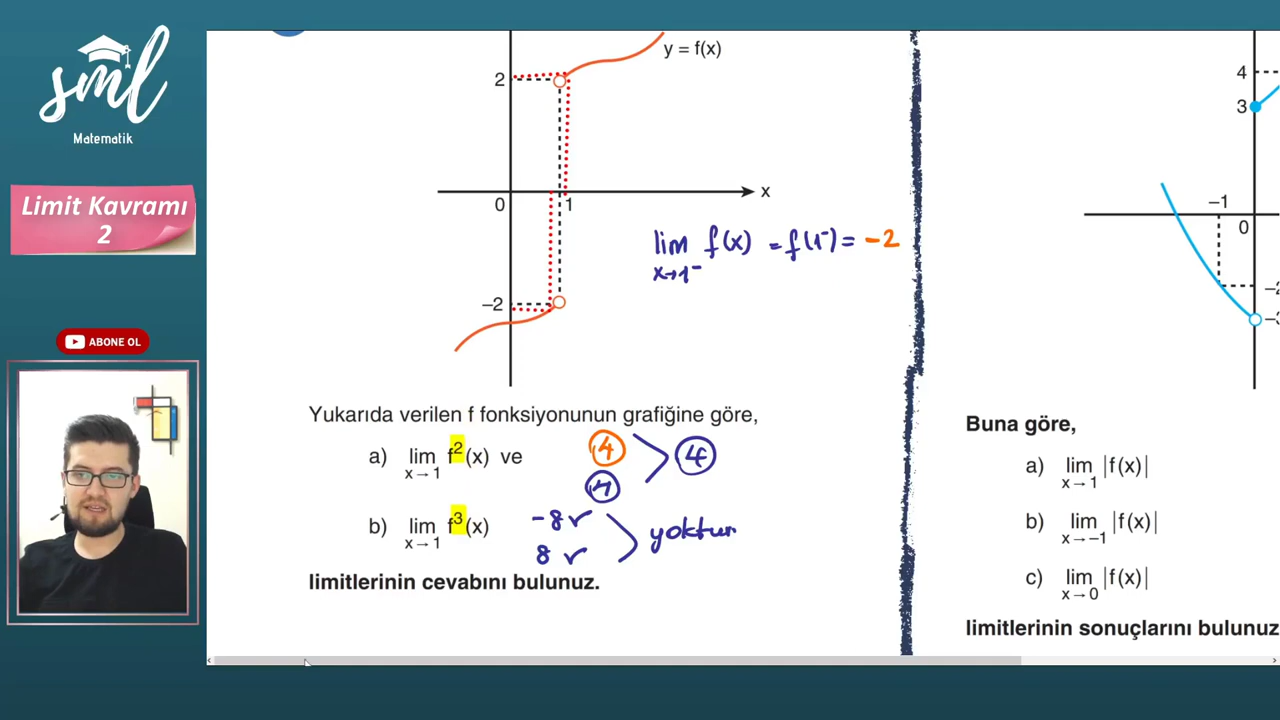 sml
Matematik
Limit Kavramı
2
ABONE OL
y = f(x)
2
x
0
1
lim f(x) = f(1⁻) = -2
x→1⁻
−2
Yukarıda verilen f fonksiyonunun grafiğine göre,
a) lim f²(x) ve
x → 1
4
4
4
b) lim f³(x)
x → 1
-8
8
yoktur
limitlerinin cevabını bulunuz.
4
3
−1
0
−2
−3
Buna göre,
a) lim |f(x)|
x → 1
b) lim |f(x)|
x → −1
c) lim |f(x)|
x → 0
limitlerinin sonuçlarını bulunuz